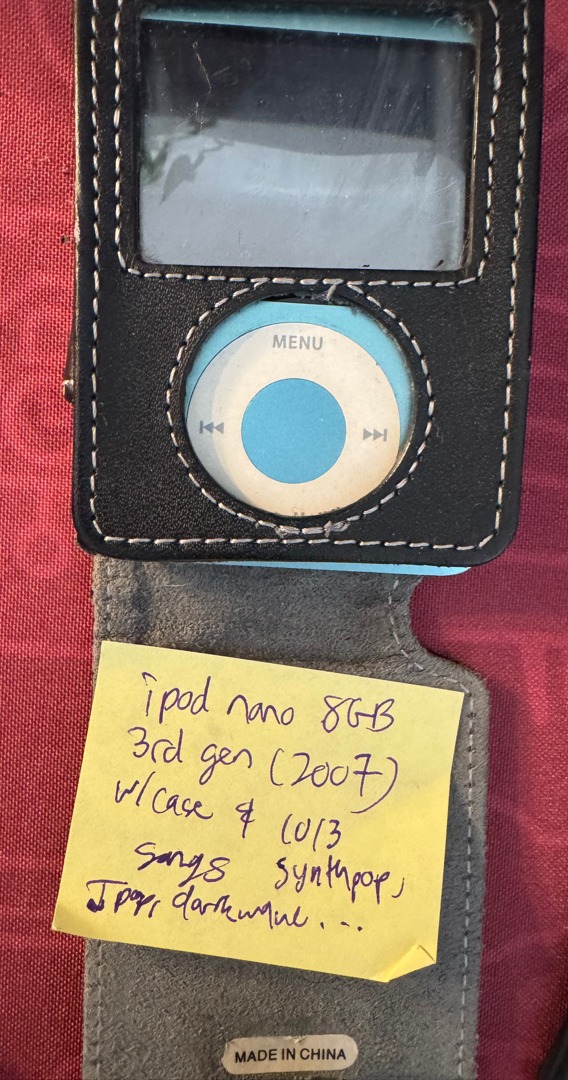 MENU
ipod nano 8GB
3rd gen (2007)
w/case & 1013
songs synthpop,
Jpop, darkwave...
MADE IN CHINA